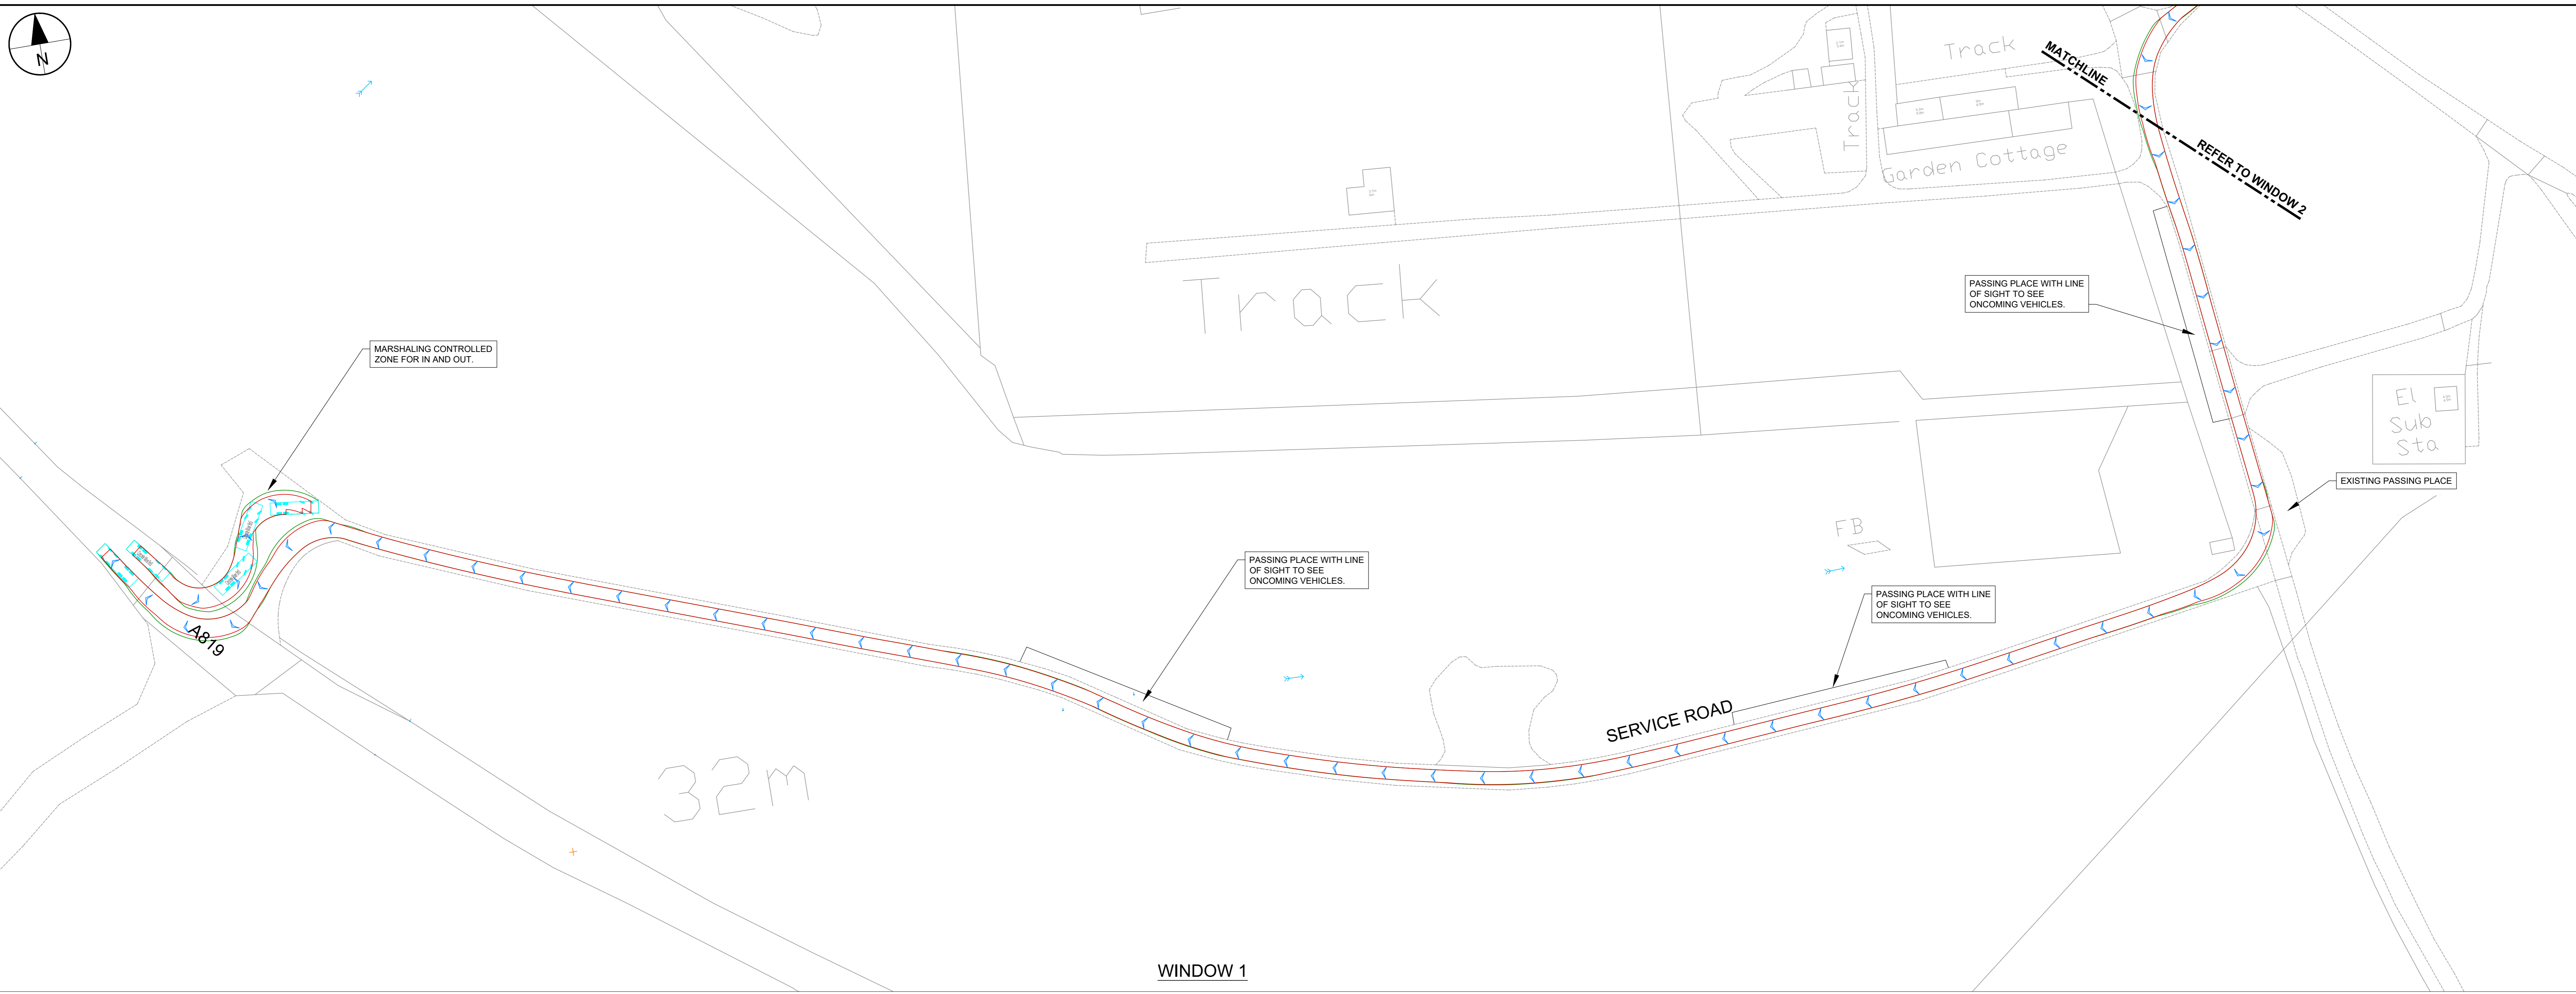 N
Track
MATCHLINE
REFER TO WINDOW 2
Track
Garden Cottage
Track
PASSING PLACE WITH LINE
OF SIGHT TO SEE
ONCOMING VEHICLES.
MARSHALING CONTROLLED
ZONE FOR IN AND OUT.
El
Sub
Sta
EXISTING PASSING PLACE
FB
PASSING PLACE WITH LINE
OF SIGHT TO SEE
ONCOMING VEHICLES.
PASSING PLACE WITH LINE
OF SIGHT TO SEE
ONCOMING VEHICLES.
A819
SERVICE ROAD
32m
WINDOW 1